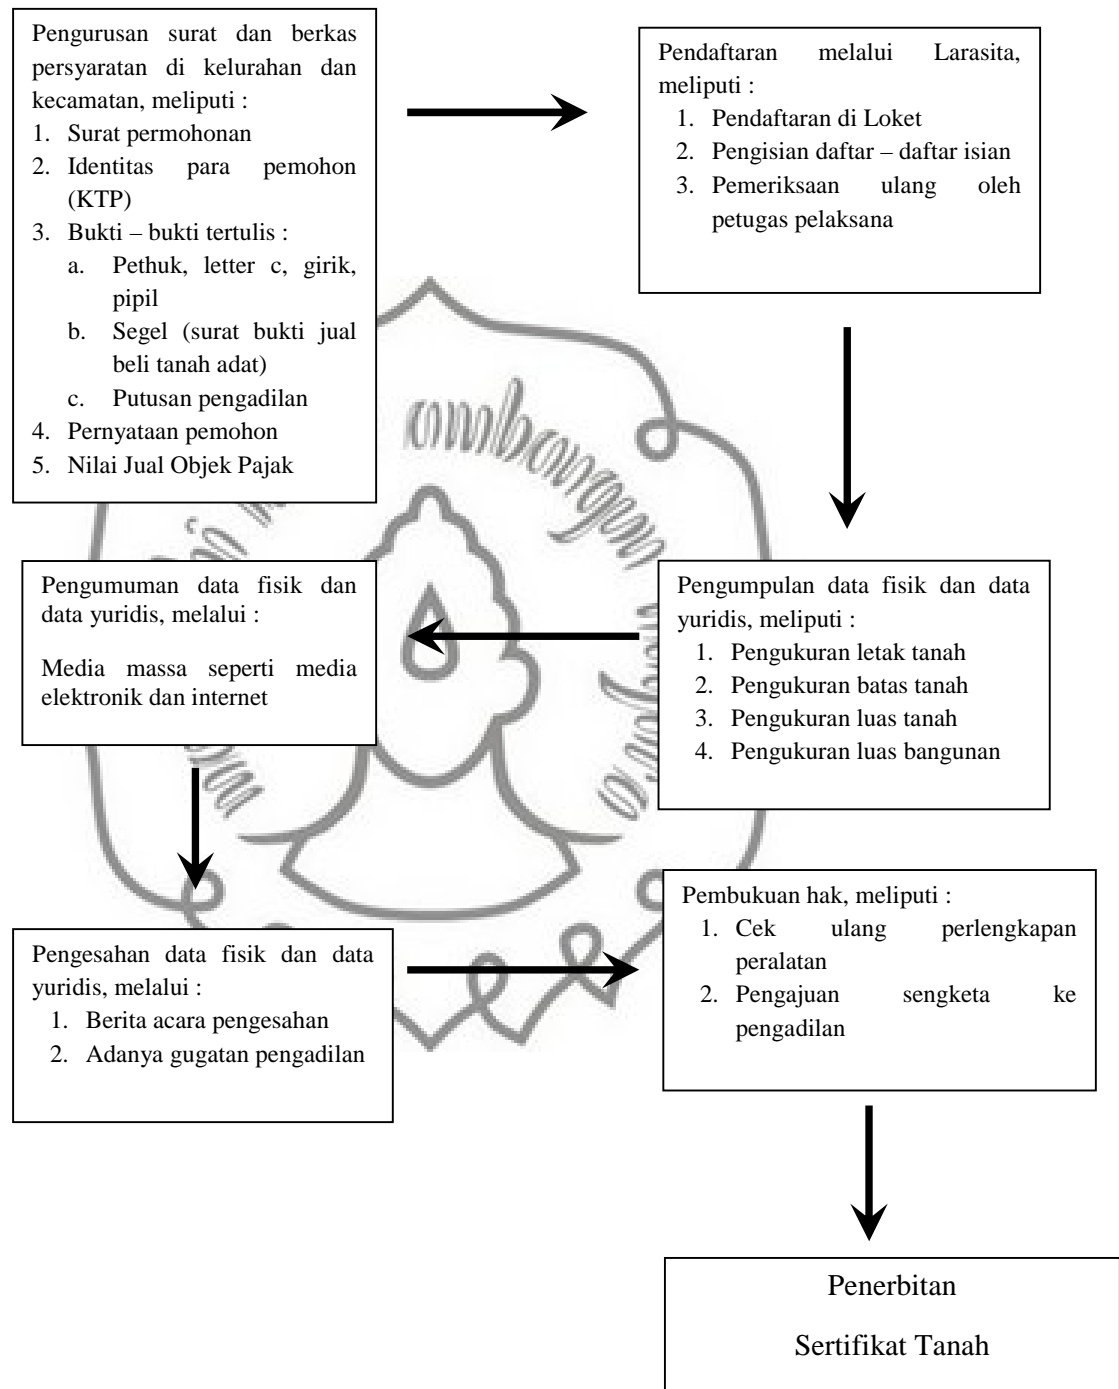 Pengurusan surat dan berkas
persyaratan di kelurahan dan
kecamatan, meliputi :
1. Surat permohonan
2. Identitas para pemohon
(KTP)
3. Bukti – bukti tertulis :
a. Pethuk, letter c, girik,
pipil
b. Segel (surat bukti jual
beli tanah adat)
c. Putusan pengadilan
4. Pernyataan pemohon
5. Nilai Jual Objek Pajak
Pendaftaran melalui Larasita,
meliputi :
1. Pendaftaran di Loket
2. Pengisian daftar – daftar isian
3. Pemeriksaan ulang oleh
petugas pelaksana
Pengumpulan data fisik dan data
yuridis, meliputi :
1. Pengukuran letak tanah
2. Pengukuran batas tanah
3. Pengukuran luas tanah
4. Pengukuran luas bangunan
Pengumuman data fisik dan
data yuridis, melalui :
Media massa seperti media
elektronik dan internet
Pengesahan data fisik dan data
yuridis, melalui :
1. Berita acara pengesahan
2. Adanya gugatan pengadilan
Pembukuan hak, meliputi :
1. Cek ulang perlengkapan
peralatan
2. Pengajuan sengketa ke
pengadilan
Penerbitan
Sertifikat Tanah